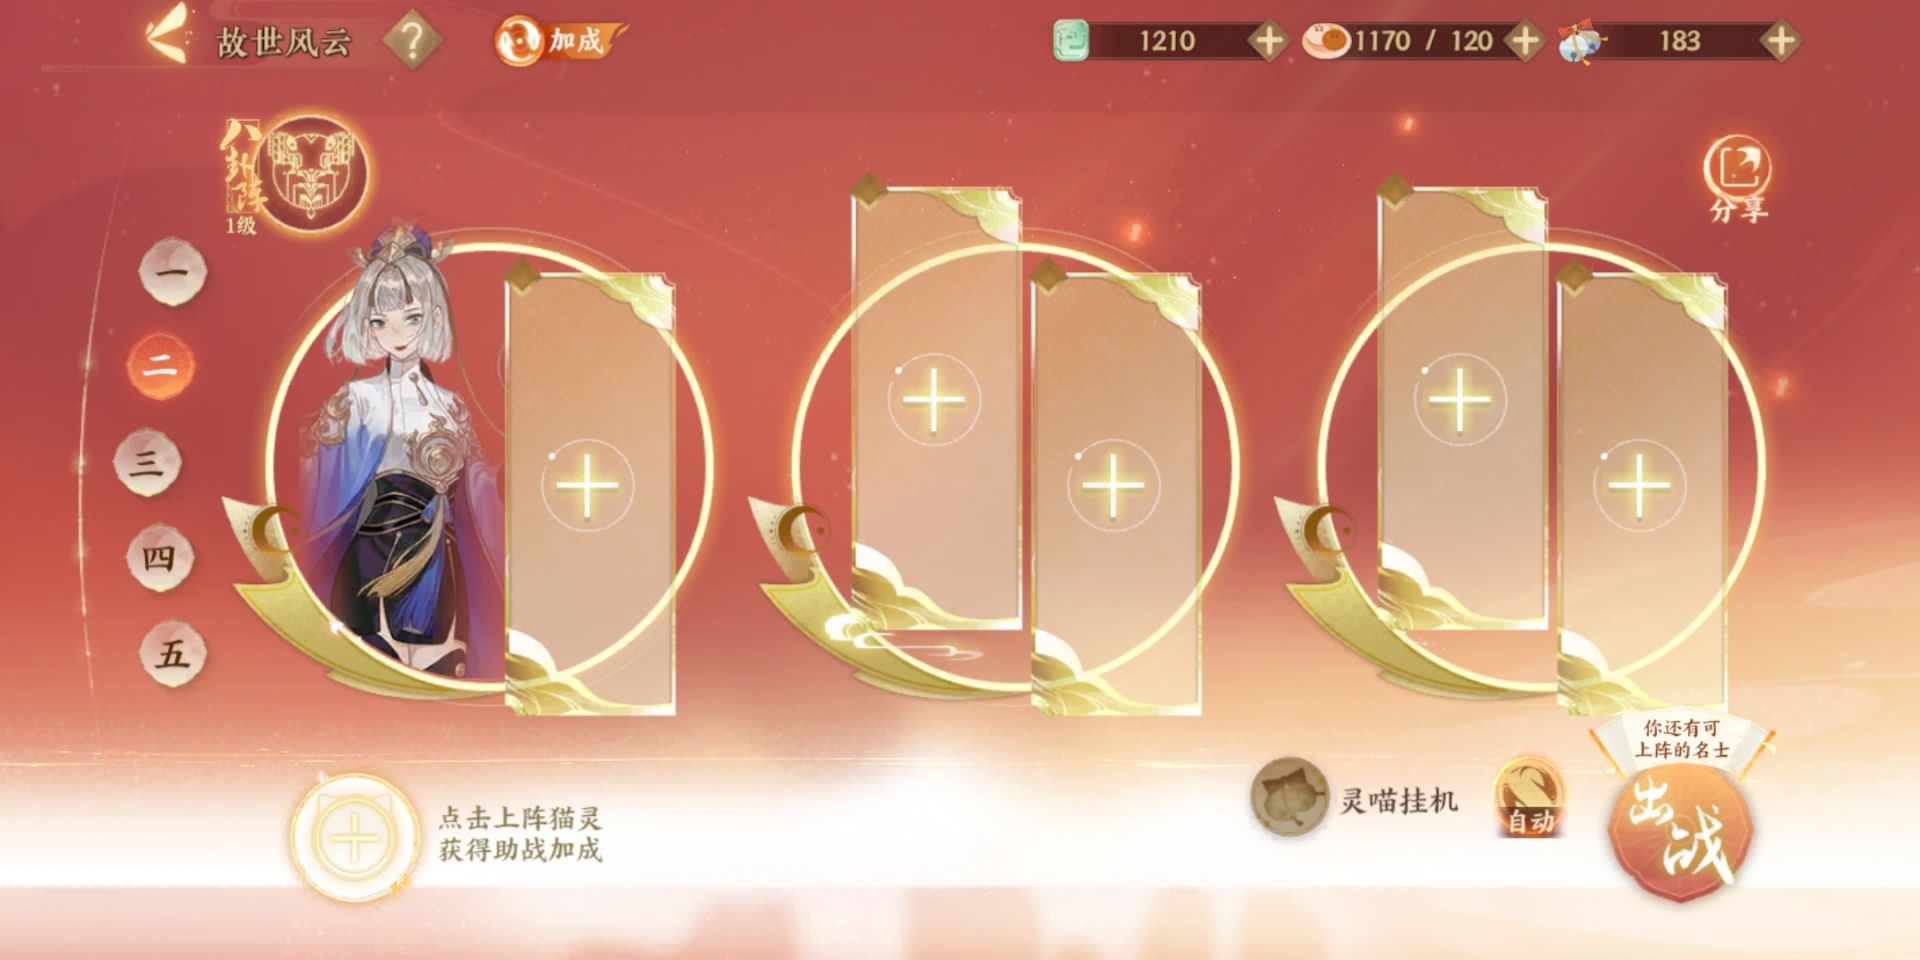 故世风云
?
加成
1210
1170 / 120
183
八卦阵
1级
分享
一
二
三
四
五
点击上阵猫灵
获得助战加成
灵喵挂机
自动
你还有可
上阵的名士
出战